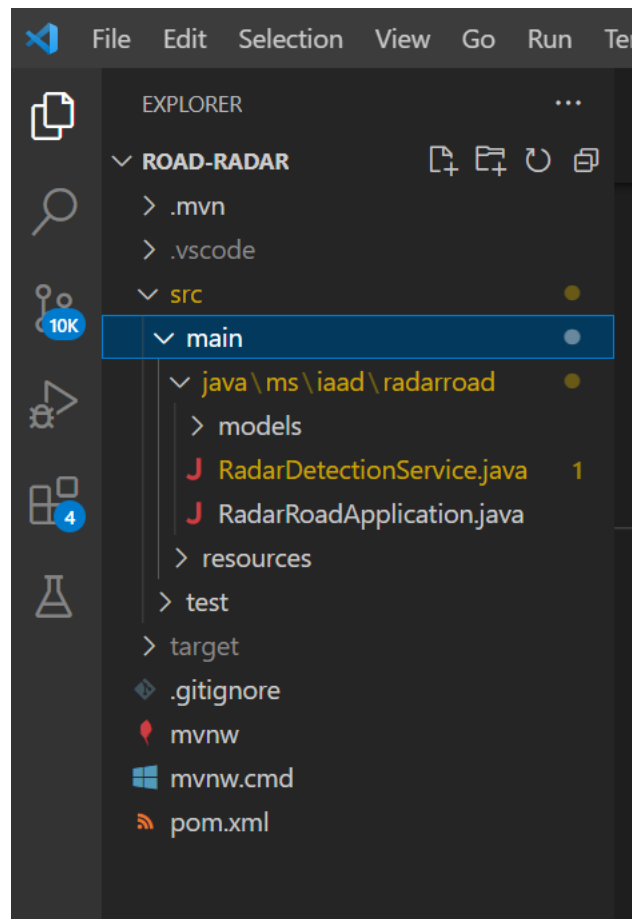 File Edit Selection View Go Run Te
EXPLORER
ROAD-RADAR
.mvn
.vscode
src
main
java\ms\iaad\radarroad
models
J RadarDetectionService.java 1
J RadarRoadApplication.java
resources
test
target
.gitignore
mvnw
mvnw.cmd
pom.xml
10K
4